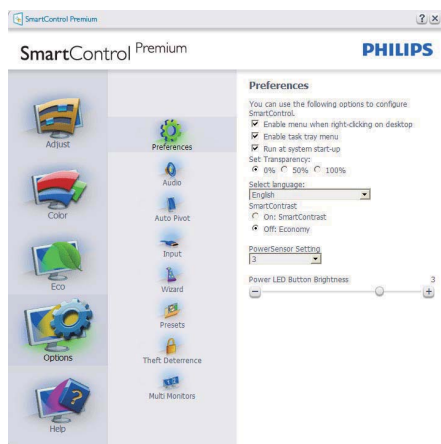 SmartControl Premium
? ×
SmartControl Premium
PHILIPS
Adjust
Color
Eco
Options
Help
Preferences
Audio
Auto Pivot
Input
Wizard
Presets
Theft Deterrence
Multi Monitors
Preferences
You can use the following options to configure
SmartControl.
Enable menu when right-clicking on desktop
Enable task tray menu
Run at system start-up
Set Transparency:
0% 50% 100%
Select language:
English
SmartContrast
On: SmartContrast
Off: Economy
PowerSensor Setting
3
Power LED Button Brightness 3